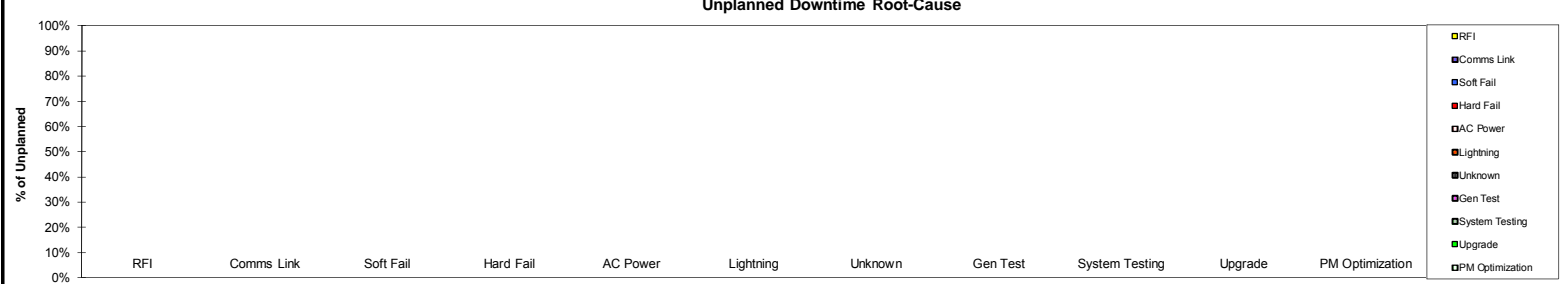 Unplanned Downtime Root-Cause
% of Unplanned
100%
90%
80%
70%
60%
50%
40%
30%
20%
10%
0%
RFI Comms Link Soft Fail Hard Fail AC Power Lightning Unknown Gen Test System Testing Upgrade PM Optimization
RFI
Comms Link
Soft Fail
Hard Fail
AC Power
Lightning
Unknown
Gen Test
System Testing
Upgrade
PM Optimization